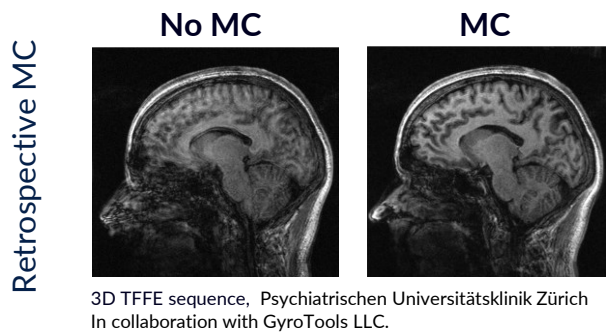 No MC
MC
Retrospective MC
3D TFFE sequence, Psychiatrischen Universitätsklinik Zürich
In collaboration with GyroTools LLC.